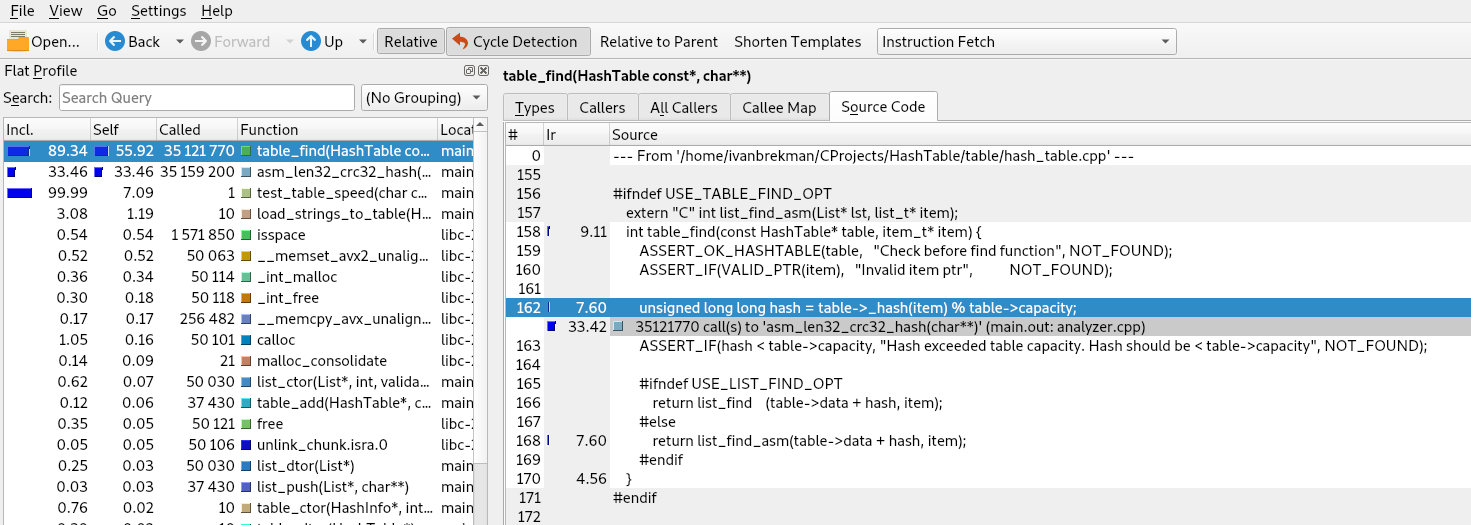 File View Go Settings Help
Open... Back Forward Up Relative Cycle Detection Relative to Parent Shorten Templates Instruction Fetch
Flat Profile
Search: Search Query (No Grouping)
Incl. Self Called Function Locat
89.34 55.92 35 121 770 table_find(HashTable co... main
33.46 33.46 35 159 200 asm_len32_crc32_hash(... main
99.99 7.09 1 test_table_speed(char c... main
3.08 1.19 10 load_strings_to_table(H... main
0.54 0.54 1 571 850 isspace libc-
0.52 0.52 50 063 __memset_avx2_unalig... libc-
0.36 0.34 50 114 _int_malloc libc-
0.30 0.18 50 118 _int_free libc-
0.17 0.17 256 482 __memcpy_avx_unalign... libc-
1.05 0.16 50 101 calloc libc-
0.14 0.09 21 malloc_consolidate libc-
0.62 0.07 50 030 list_ctor(List*, int, valida... main
0.12 0.06 37 430 table_add(HashTable*, c... main
0.35 0.05 50 121 free libc-
0.05 0.05 50 106 unlink_chunk.isra.0 libc-
0.25 0.03 50 030 list_dtor(List*) main
0.03 0.03 37 430 list_push(List*, char**) main
0.76 0.02 10 table_ctor(HashInfo*, int... main
table_find(HashTable const*, char**)
Types Callers All Callers Callee Map Source Code
# Ir Source
0 --- From '/home/ivanbrekman/CProjects/HashTable/table/hash_table.cpp' ---
155
156 #ifndef USE_TABLE_FIND_OPT
157 extern "C" int list_find_asm(List* lst, list_t* item);
158 9.11 int table_find(const HashTable* table, item_t* item) {
159 ASSERT_OK_HASHTABLE(table, "Check before find function", NOT_FOUND);
160 ASSERT_IF(VALID_PTR(item), "Invalid item ptr", NOT_FOUND);
161
162 7.60 unsigned long long hash = table->_hash(item) % table->capacity;
33.42 35121770 call(s) to 'asm_len32_crc32_hash(char**)' (main.out: analyzer.cpp)
163 ASSERT_IF(hash < table->capacity, "Hash exceeded table capacity. Hash should be < table->capacity", NOT_FOUND);
164
165 #ifndef USE_LIST_FIND_OPT
166 return list_find (table->data + hash, item);
167 #else
168 7.60 return list_find_asm(table->data + hash, item);
169 #endif
170 4.56 }
171 #endif
172